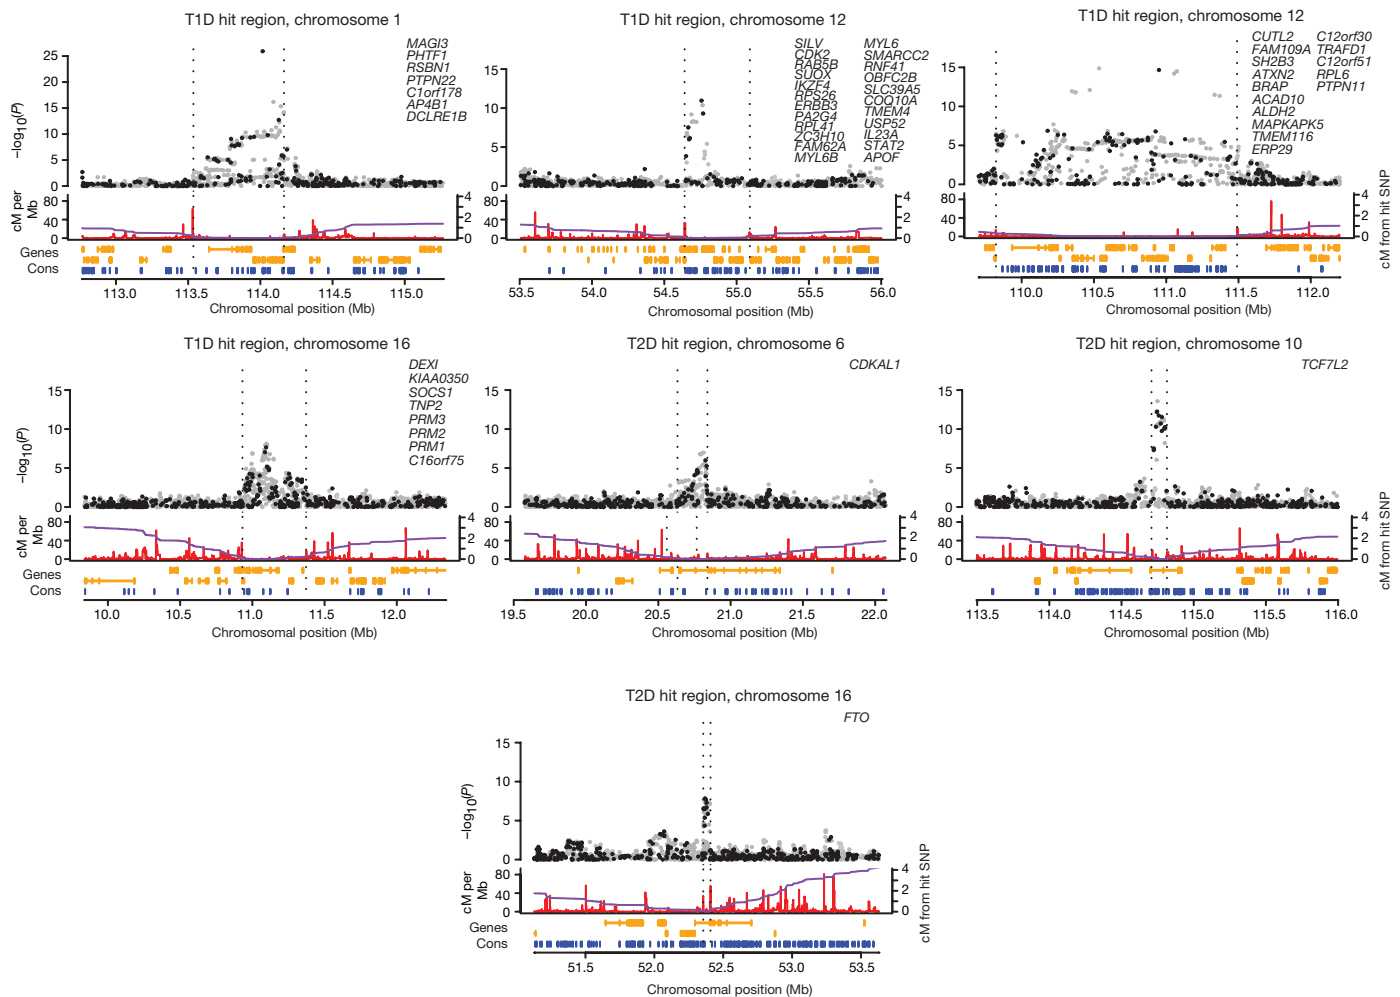 T1D hit region, chromosome 1
MAGI3
PHTF1
RSBN1
PTPN22
C1orf178
AP4B1
DCLRE1B
25
20
15
10
5
0
–log10(P)
80
40
0
cM per Mb
4
2
0
Genes
Cons
113.0 113.5 114.0 114.5 115.0
Chromosomal position (Mb)
T1D hit region, chromosome 12
SILV MYL6
CDK2 SMARCC2
RAB5B RNF41
SUOX OBFC2B
IKZF4 SLC39A5
RPS26 COQ10A
ERBB3 TMEM4
PA2G4 USP52
RPL41 IL23A
ZC3H10 STAT2
FAM62A APOF
MYL6B
15
10
5
0
80
40
0
4
2
0
53.5 54.0 54.5 55.0 55.5 56.0
Chromosomal position (Mb)
T1D hit region, chromosome 12
CUTL2 C12orf30
FAM109A TRAFD1
SH2B3 C12orf51
ATXN2 RPL6
BRAP PTPN11
ACAD10
ALDH2
MAPKAPK5
TMEM116
ERP29
15
10
5
0
80
40
0
4
2
0
cM from hit SNP
110.0 110.5 111.0 111.5 112.0
Chromosomal position (Mb)
T1D hit region, chromosome 16
DEXI
KIAA0350
SOCS1
TNP2
PRM3
PRM2
PRM1
C16orf75
15
10
5
0
–log10(P)
80
40
0
cM per Mb
4
2
0
Genes
Cons
10.0 10.5 11.0 11.5 12.0
Chromosomal position (Mb)
T2D hit region, chromosome 6
CDKAL1
15
10
5
0
80
40
0
4
2
0
19.5 20.0 20.5 21.0 21.5 22.0
Chromosomal position (Mb)
T2D hit region, chromosome 10
TCF7L2
15
10
5
0
80
40
0
4
2
0
cM from hit SNP
113.5 114.0 114.5 115.0 115.5 116.0
Chromosomal position (Mb)
T2D hit region, chromosome 16
FTO
15
10
5
0
–log10(P)
80
40
0
cM per Mb
4
2
0
cM from hit SNP
Genes
Cons
51.5 52.0 52.5 53.0 53.5
Chromosomal position (Mb)